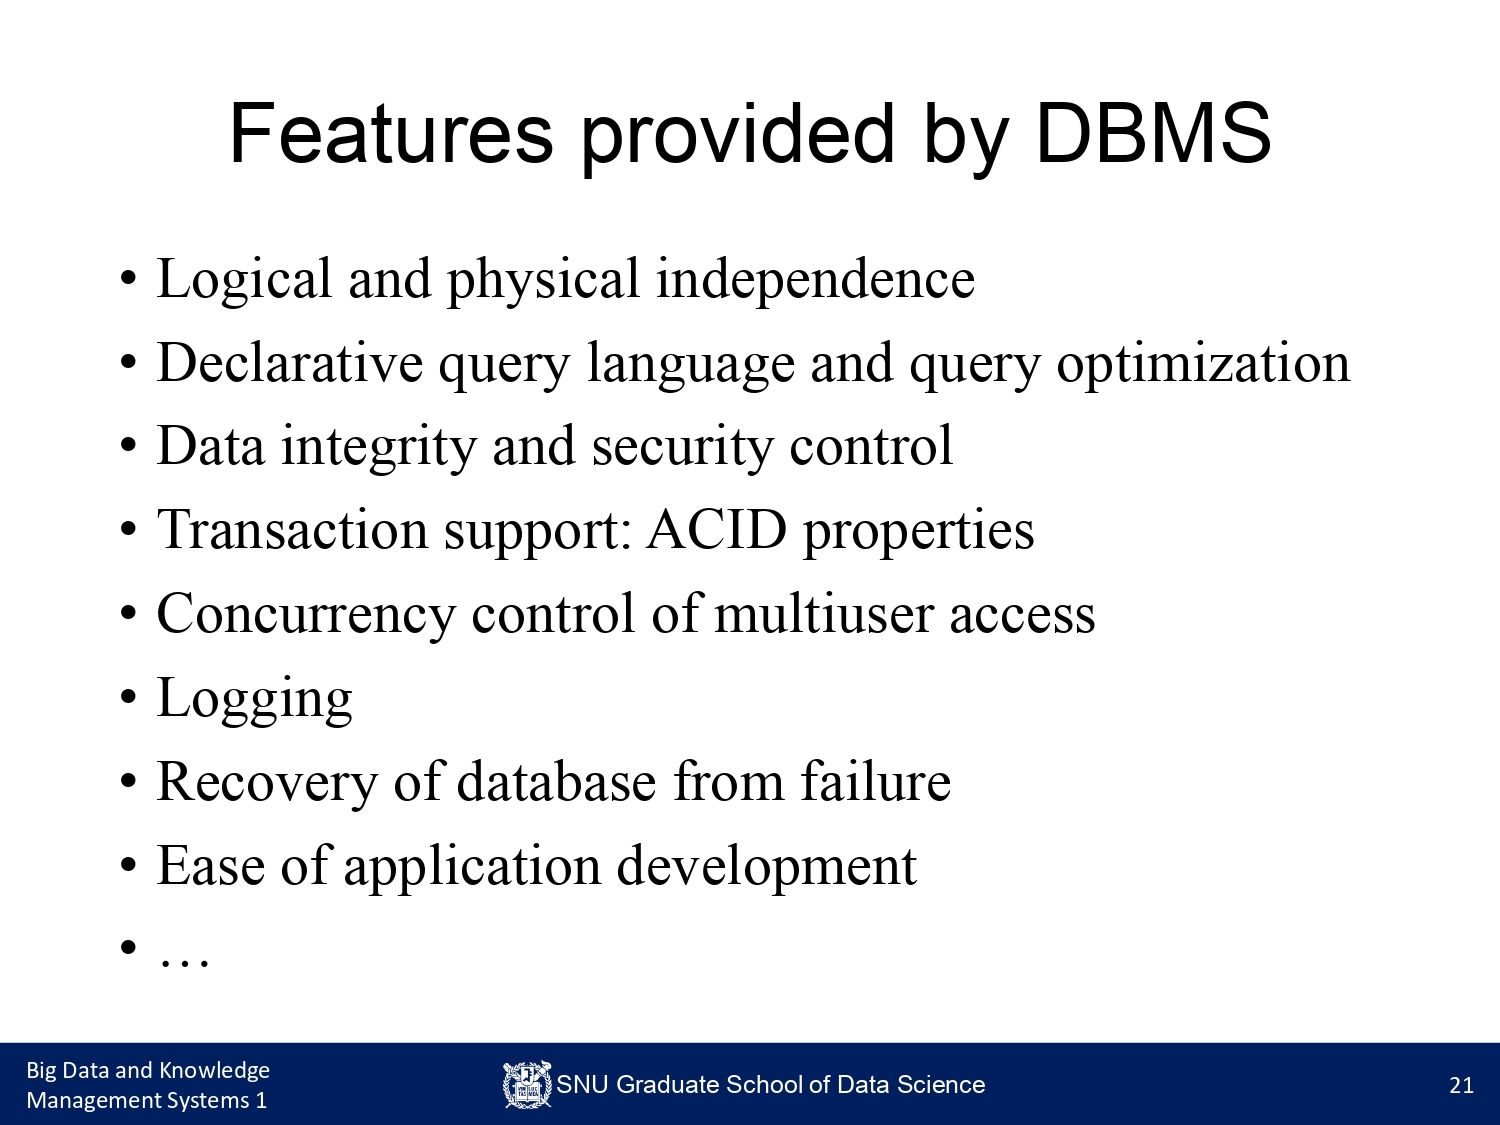 Features provided by DBMS
• Logical and physical independence
• Declarative query language and query optimization
• Data integrity and security control
• Transaction support: ACID properties
• Concurrency control of multiuser access
• Logging
• Recovery of database from failure
• Ease of application development
• …
Big Data and Knowledge
Management Systems 1
SNU Graduate School of Data Science
21